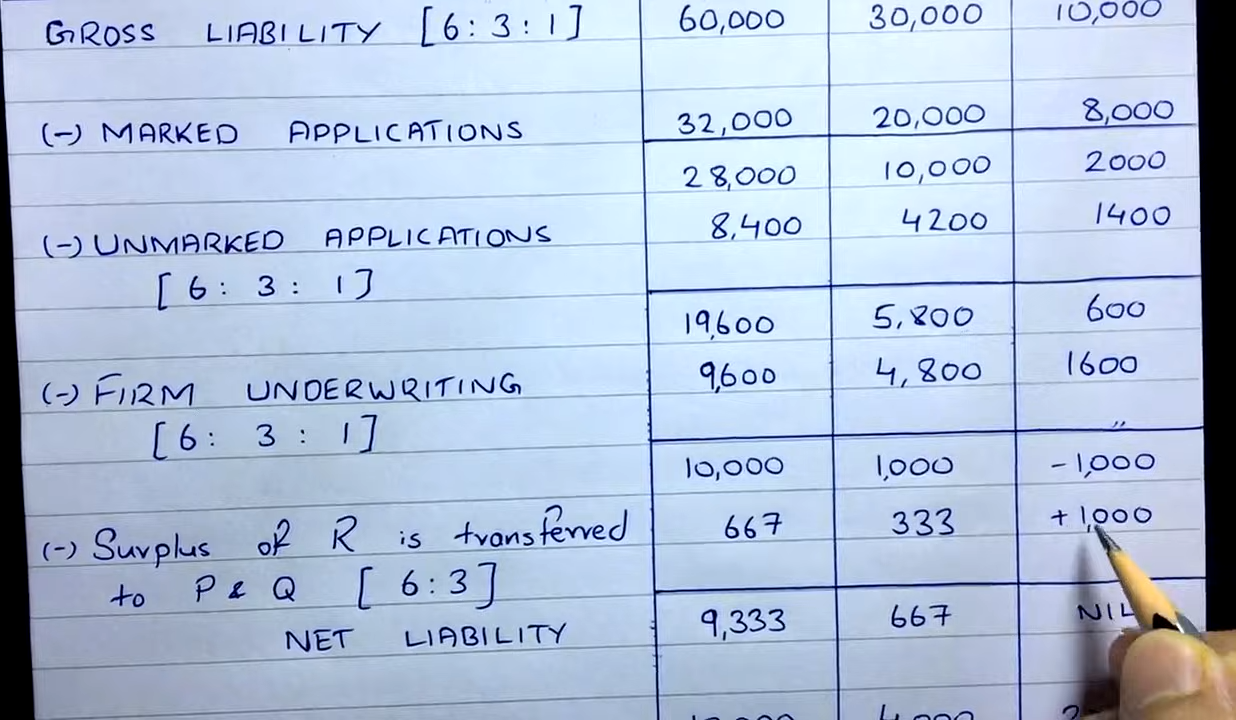 GROSS LIABILITY [6:3:1] 60,000 30,000 10,000
(-) MARKED APPLICATIONS 32,000 20,000 8,000
28,000 10,000 2000
(-) UNMARKED APPLICATIONS 8,400 4200 1400
[6: 3: 1]
19,600 5,800 600
(-) FIRM UNDERWRITING 9,600 4,800 1600
[6: 3 : 1]
10,000 1,000 -1,000
(-) Surplus of R is transferred 667 333 +1,000
to P & Q [6:3]
NET LIABILITY 9,333 667 NIL
4,000